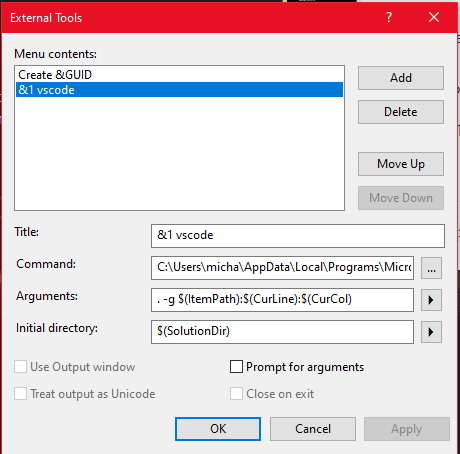 External Tools
Menu contents:
Create &GUID
&1 vscode
Add
Delete
Move Up
Move Down
Title:
&1 vscode
Command:
C:\Users\micha\AppData\Local\Programs\Micro
...
Arguments:
. -g $(ItemPath):$(CurLine):$(CurCol)
Initial directory:
$(SolutionDir)
Use Output window
Prompt for arguments
Treat output as Unicode
Close on exit
OK
Cancel
Apply